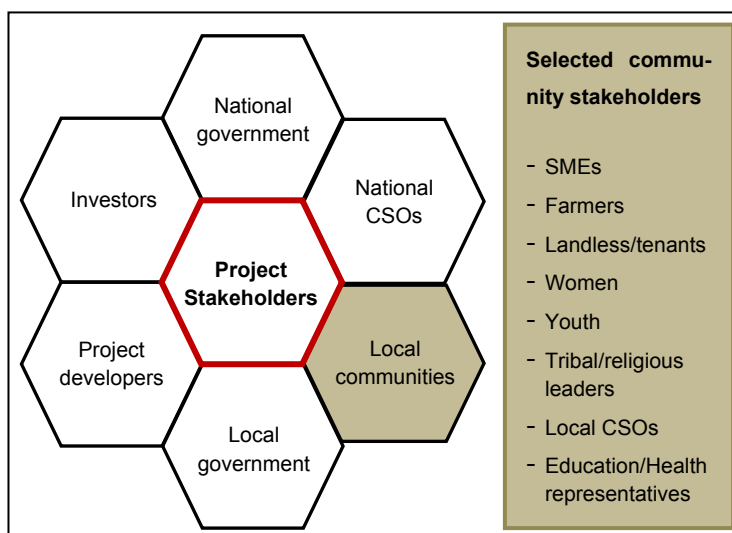 National
government
Investors
National
CSOs
Project
Stakeholders
Project
developers
Local
communities
Local
government
Selected commu-
nity stakeholders
- SMEs
- Farmers
- Landless/tenants
- Women
- Youth
- Tribal/religious
leaders
- Local CSOs
- Education/Health
representatives